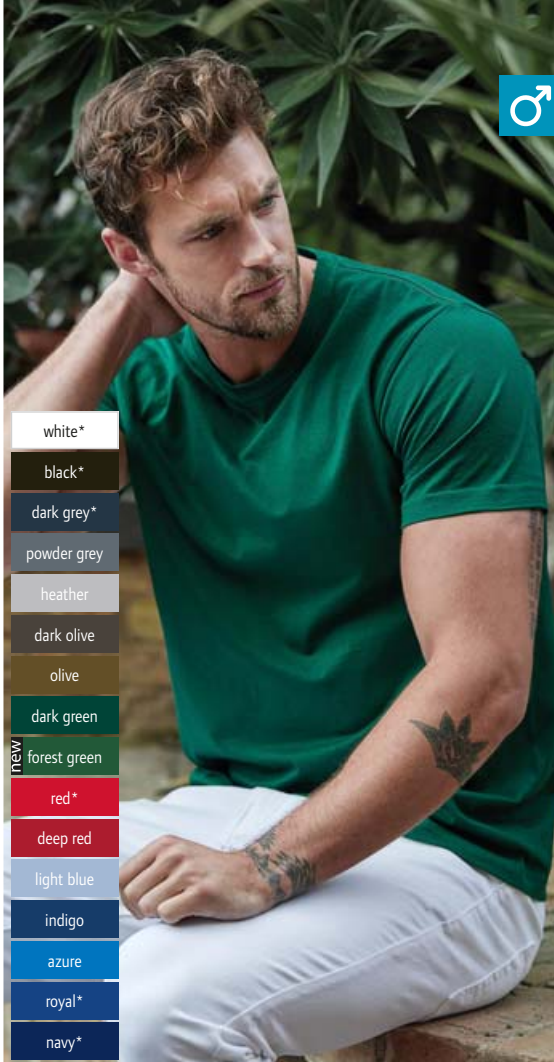 white*
black*
dark grey*
powder grey
heather
dark olive
olive
dark green
new
forest green
red*
deep red
light blue
indigo
azure
royal*
navy*